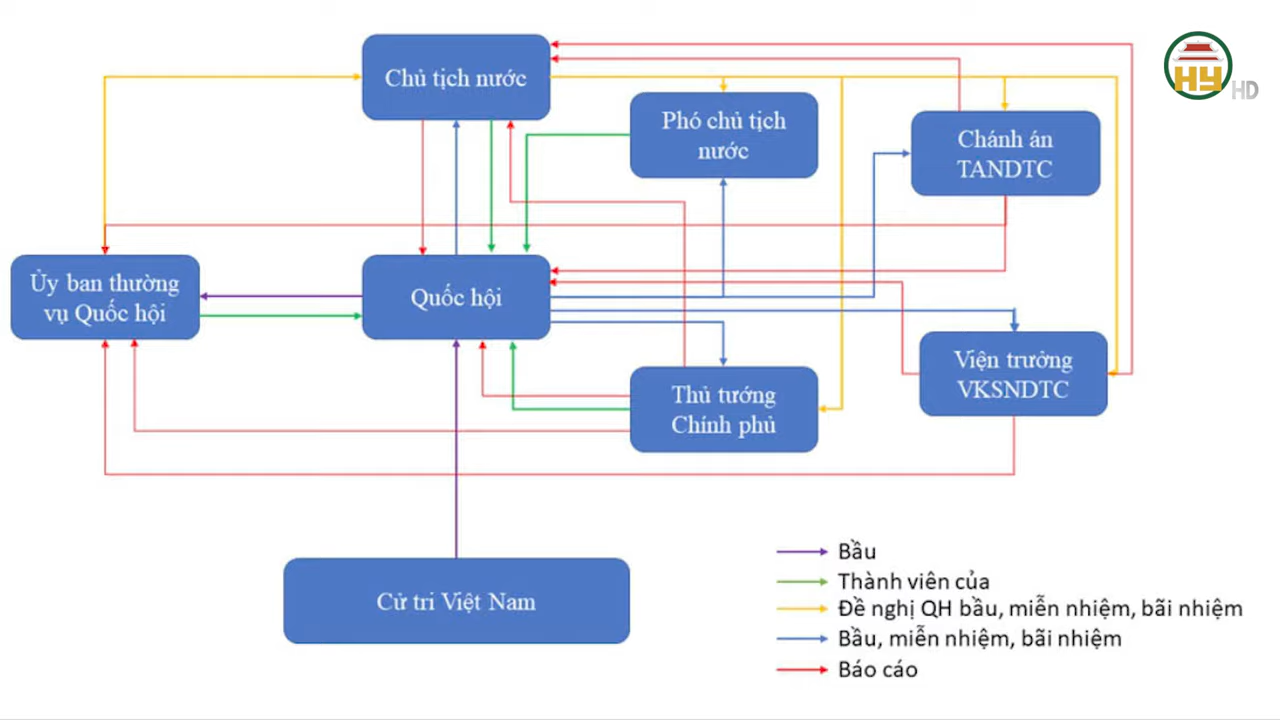 Chủ tịch nước
Phó chủ tịch
nước
Chánh án
TANDTC
HY
HD
Ủy ban thường
vụ Quốc hội
Quốc hội
Viện trưởng
VKSNDTC
Thủ tướng
Chính phủ
Cử tri Việt Nam
Bầu
Thành viên của
Đề nghị QH bầu, miễn nhiệm, bãi nhiệm
Bầu, miễn nhiệm, bãi nhiệm
Báo cáo